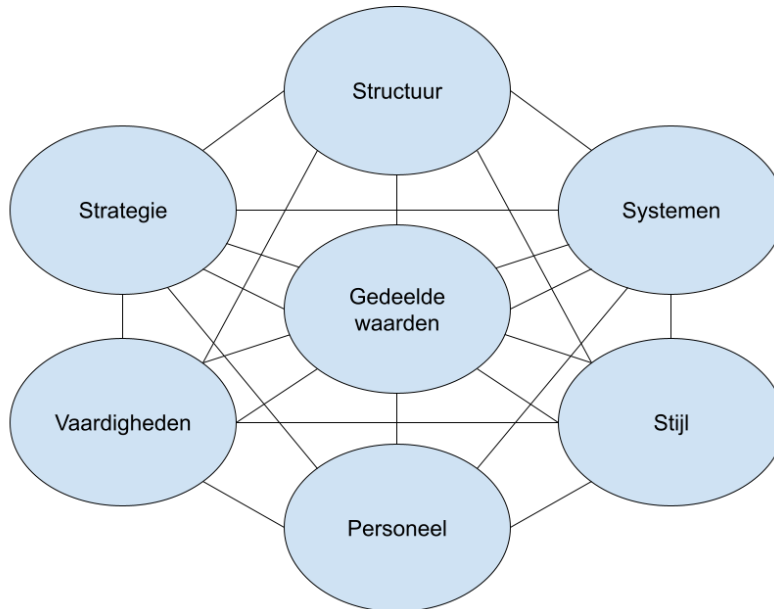 Structuur
Strategie
Systemen
Gedeelde
waarden
Vaardigheden
Stijl
Personeel